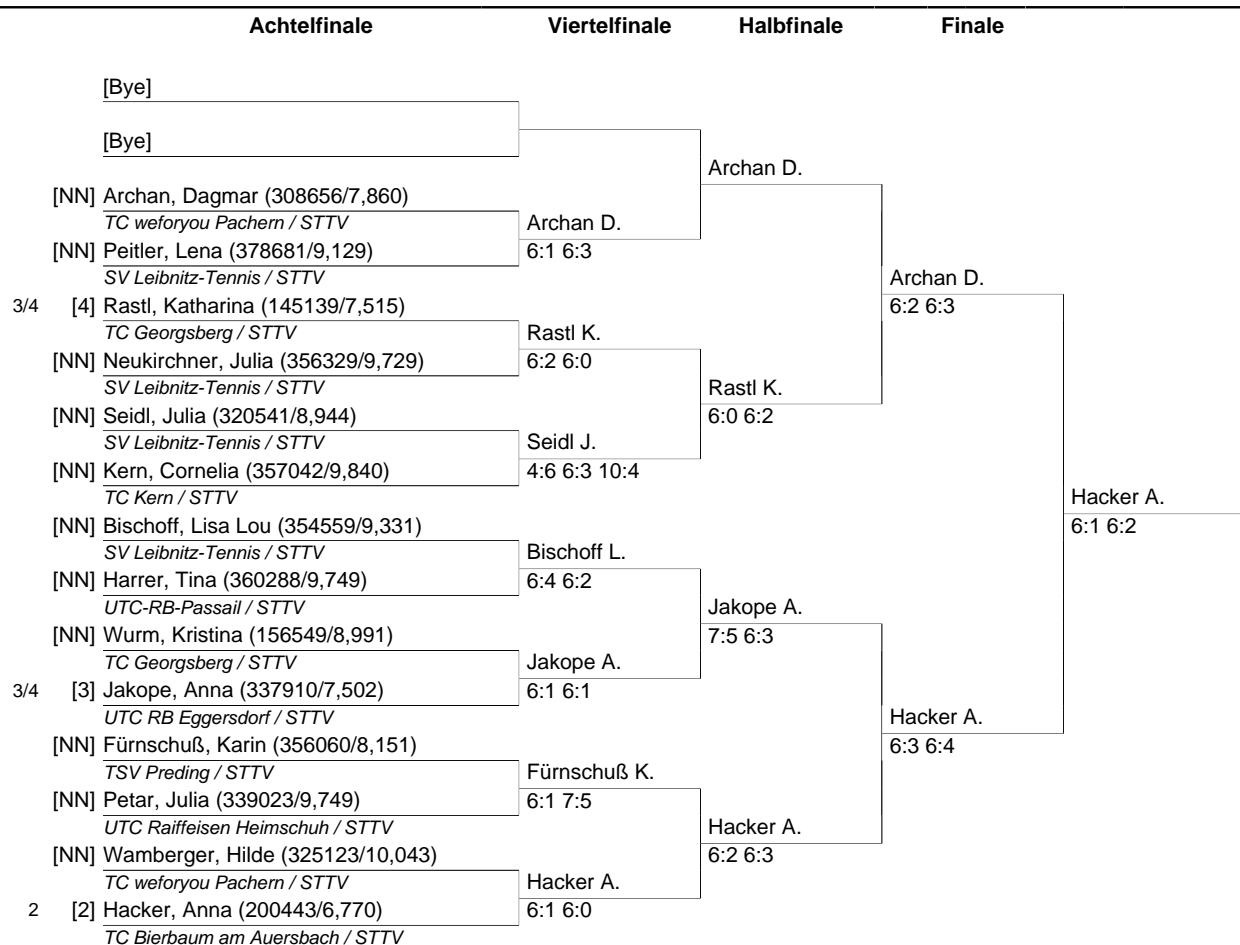 Achtelfinale Viertelfinale Halbfinale Finale
[Bye]
[Bye]
Archan D.
[NN] Archan, Dagmar (308656/7,860)
TC weforyou Pachern / STTV Archan D.
[NN] Peitler, Lena (378681/9,129) 6:1 6:3
SV Leibnitz-Tennis / STTV Archan D.
3/4 [4] Rastl, Katharina (145139/7,515) 6:2 6:3
TC Georgsberg / STTV Rastl K.
[NN] Neukirchner, Julia (356329/9,729) 6:2 6:0
SV Leibnitz-Tennis / STTV Rastl K.
[NN] Seidl, Julia (320541/8,944) 6:0 6:2
SV Leibnitz-Tennis / STTV Seidl J.
[NN] Kern, Cornelia (357042/9,840) 4:6 6:3 10:4
TC Kern / STTV Hacker A.
[NN] Bischoff, Lisa Lou (354559/9,331) 6:1 6:2
SV Leibnitz-Tennis / STTV Bischoff L.
[NN] Harrer, Tina (360288/9,749) 6:4 6:2
UTC-RB-Passail / STTV Jakope A.
[NN] Wurm, Kristina (156549/8,991) 7:5 6:3
TC Georgsberg / STTV Jakope A.
3/4 [3] Jakope, Anna (337910/7,502) 6:1 6:1
UTC RB Eggersdorf / STTV Hacker A.
[NN] Fürnschuß, Karin (356060/8,151) 6:3 6:4
TSV Preding / STTV Fürnschuß K.
[NN] Petar, Julia (339023/9,749) 6:1 7:5
UTC Raiffeisen Heimschuh / STTV Hacker A.
[NN] Wamberger, Hilde (325123/10,043) 6:2 6:3
TC weforyou Pachern / STTV Hacker A.
2 [2] Hacker, Anna (200443/6,770) 6:1 6:0
TC Bierbaum am Auersbach / STTV